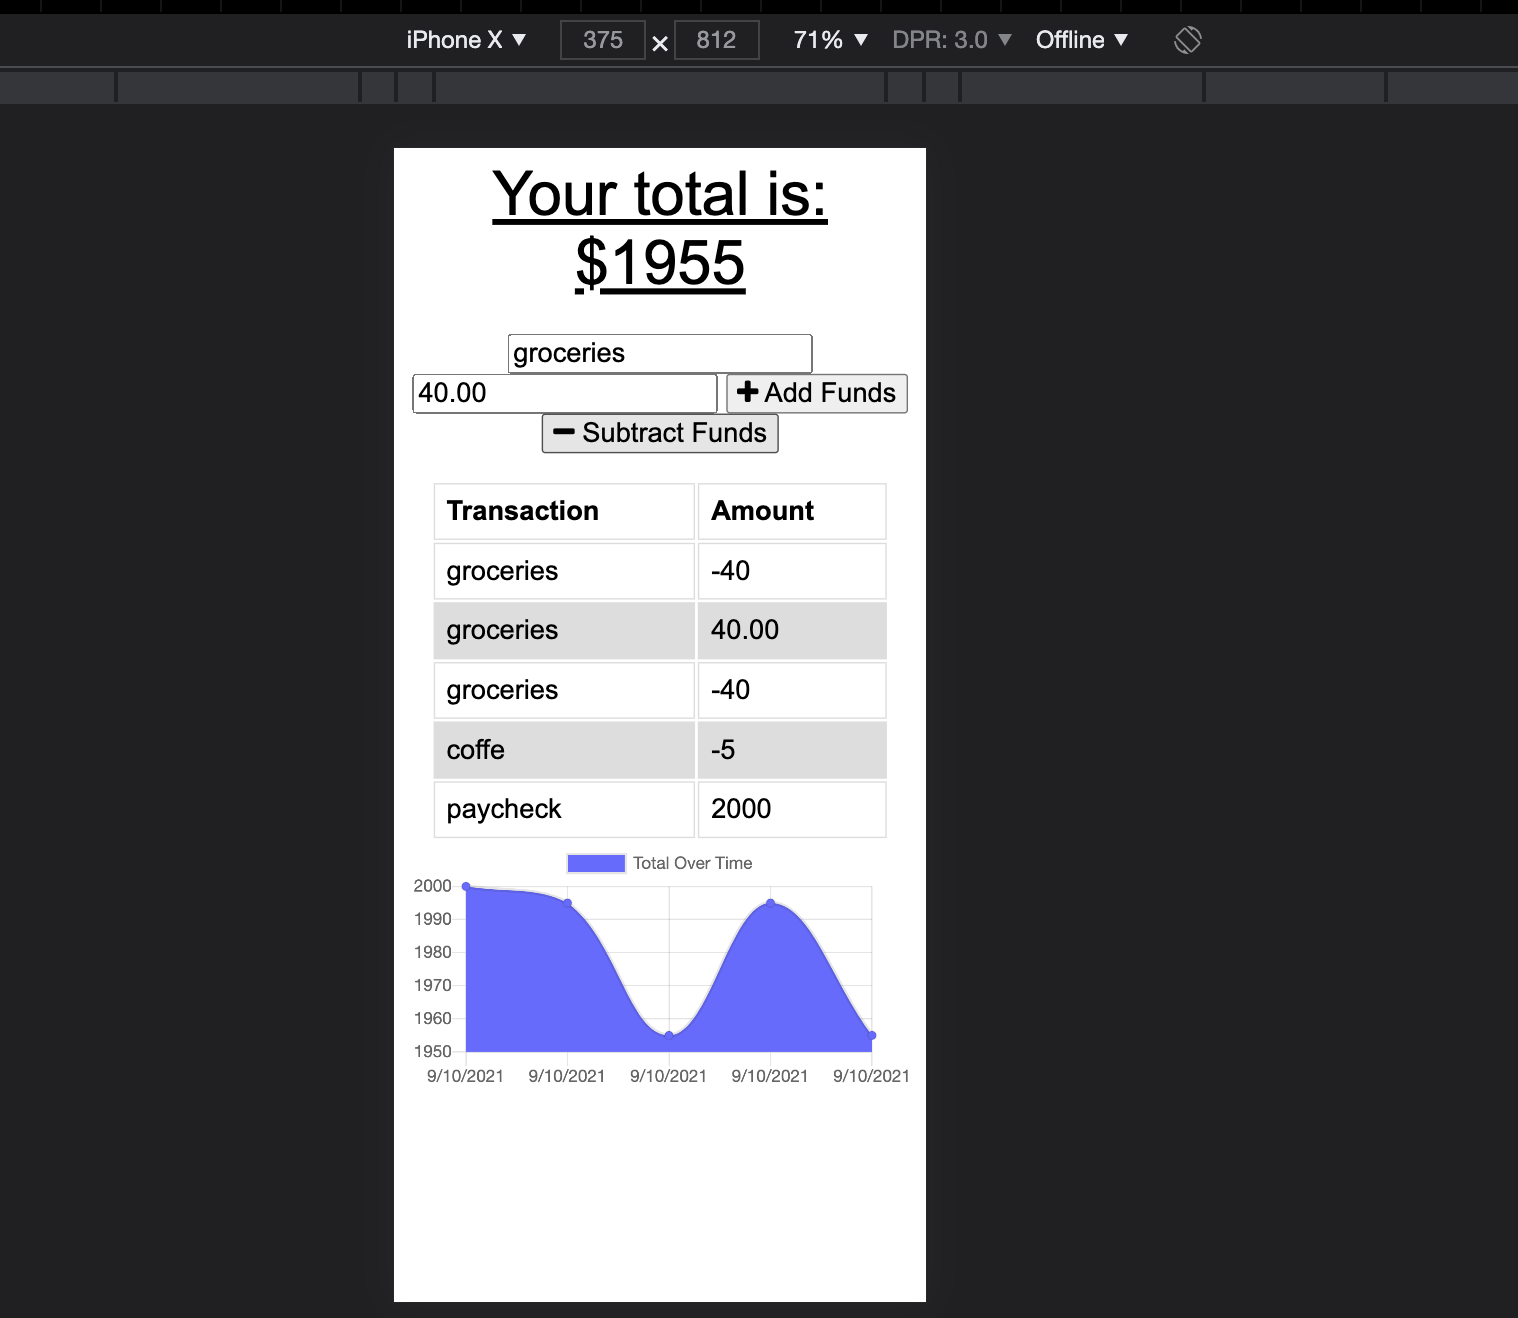 iPhone X ▼ 375 × 812 71% ▼ DPR: 3.0 ▼ Offline ▼
Your total is:
$1955
groceries
40.00 Add Funds
Subtract Funds
Transaction Amount
groceries -40
groceries 40.00
groceries -40
coffe -5
paycheck 2000
Total Over Time
2000
1990
1980
1970
1960
1950
9/10/2021 9/10/2021 9/10/2021 9/10/2021 9/10/2021